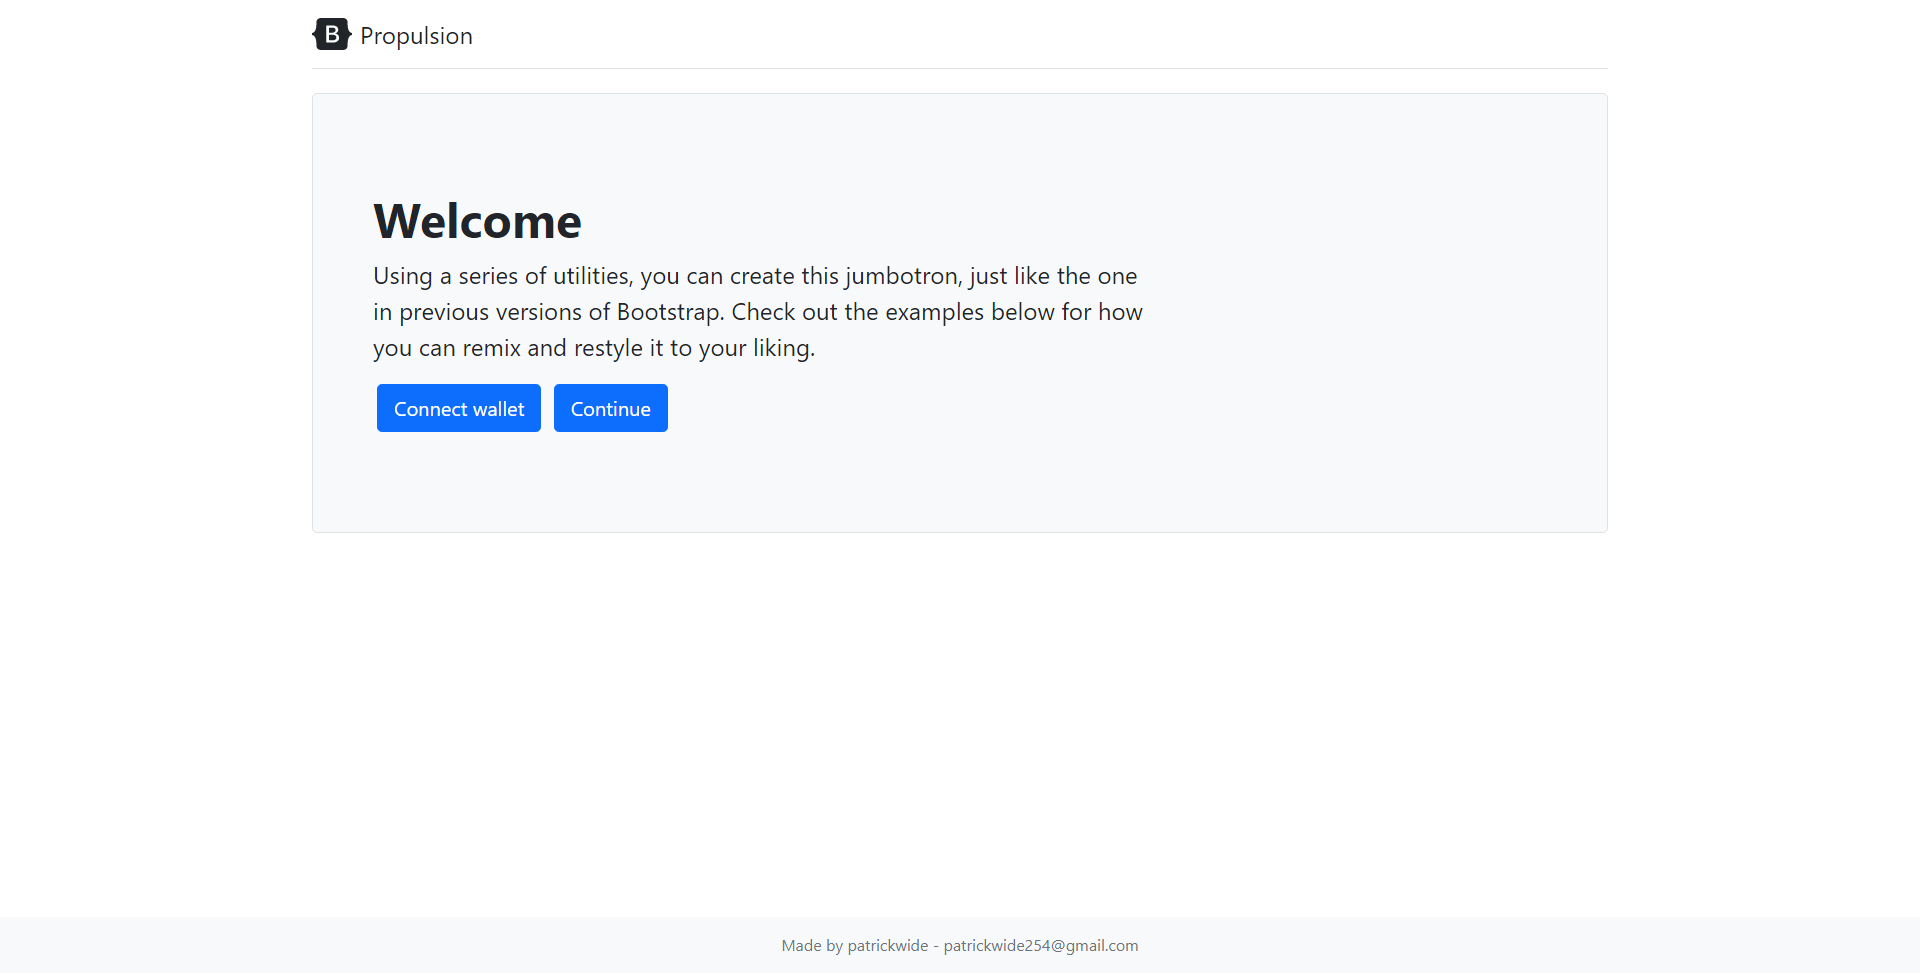 B Propulsion
Welcome
Using a series of utilities, you can create this jumbotron, just like the one
in previous versions of Bootstrap. Check out the examples below for how
you can remix and restyle it to your liking.
Connect wallet Continue
Made by patrickwide - patrickwide254@gmail.com